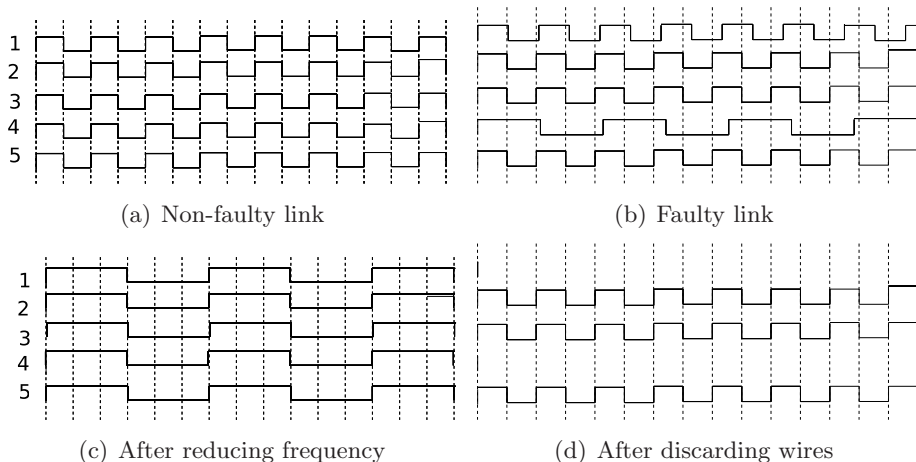 1
2
3
4
5
(a) Non-faulty link
(b) Faulty link
1
2
3
4
5
(c) After reducing frequency
(d) After discarding wires